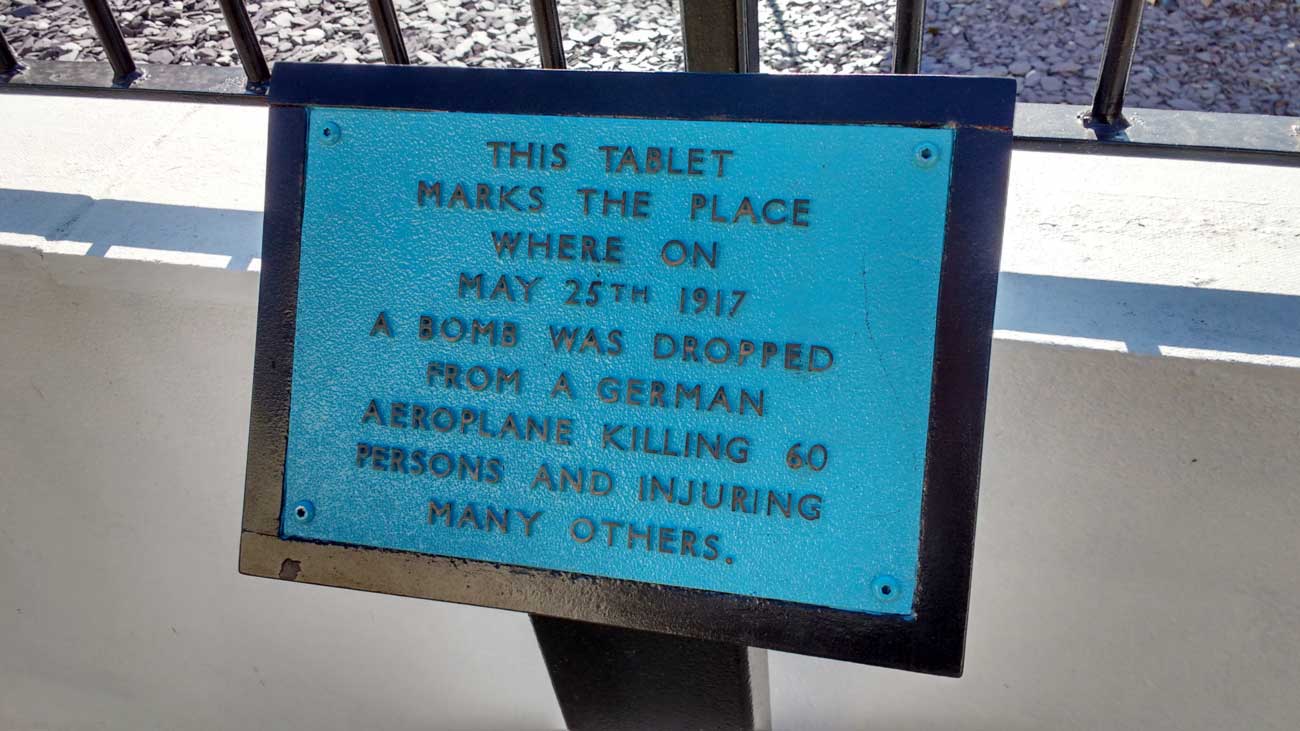 THIS TABLET
MARKS THE PLACE
WHERE ON
MAY 25TH 1917
A BOMB WAS DROPPED
FROM A GERMAN
AEROPLANE KILLING 60
PERSONS AND INJURING
MANY OTHERS.